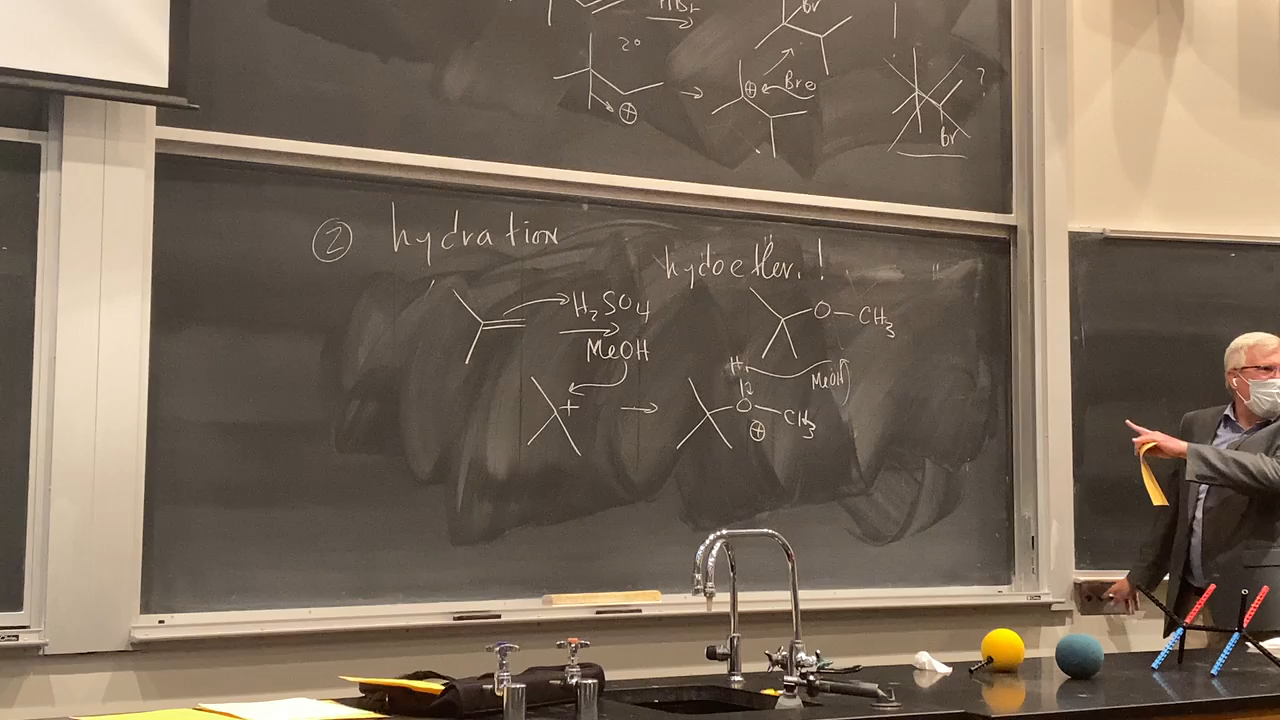 HBr
Br
2°
⊕
⊕ Br⊖
?
Br
② hydration
hydoether. !
H₂SO₄
MeOH
O—CH₃
H
MeOH
+
O—CH₃
⊕